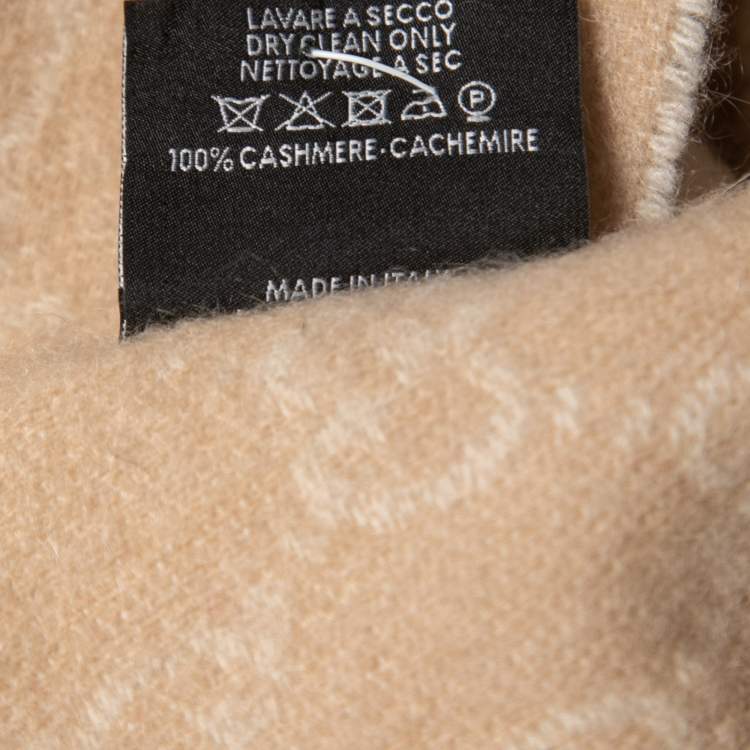 LAVARE A SECCO
DRY CLEAN ONLY
NETTOYAGE A SEC
P
100% CASHMERE-CACHEMIRE
MADE IN ITALY